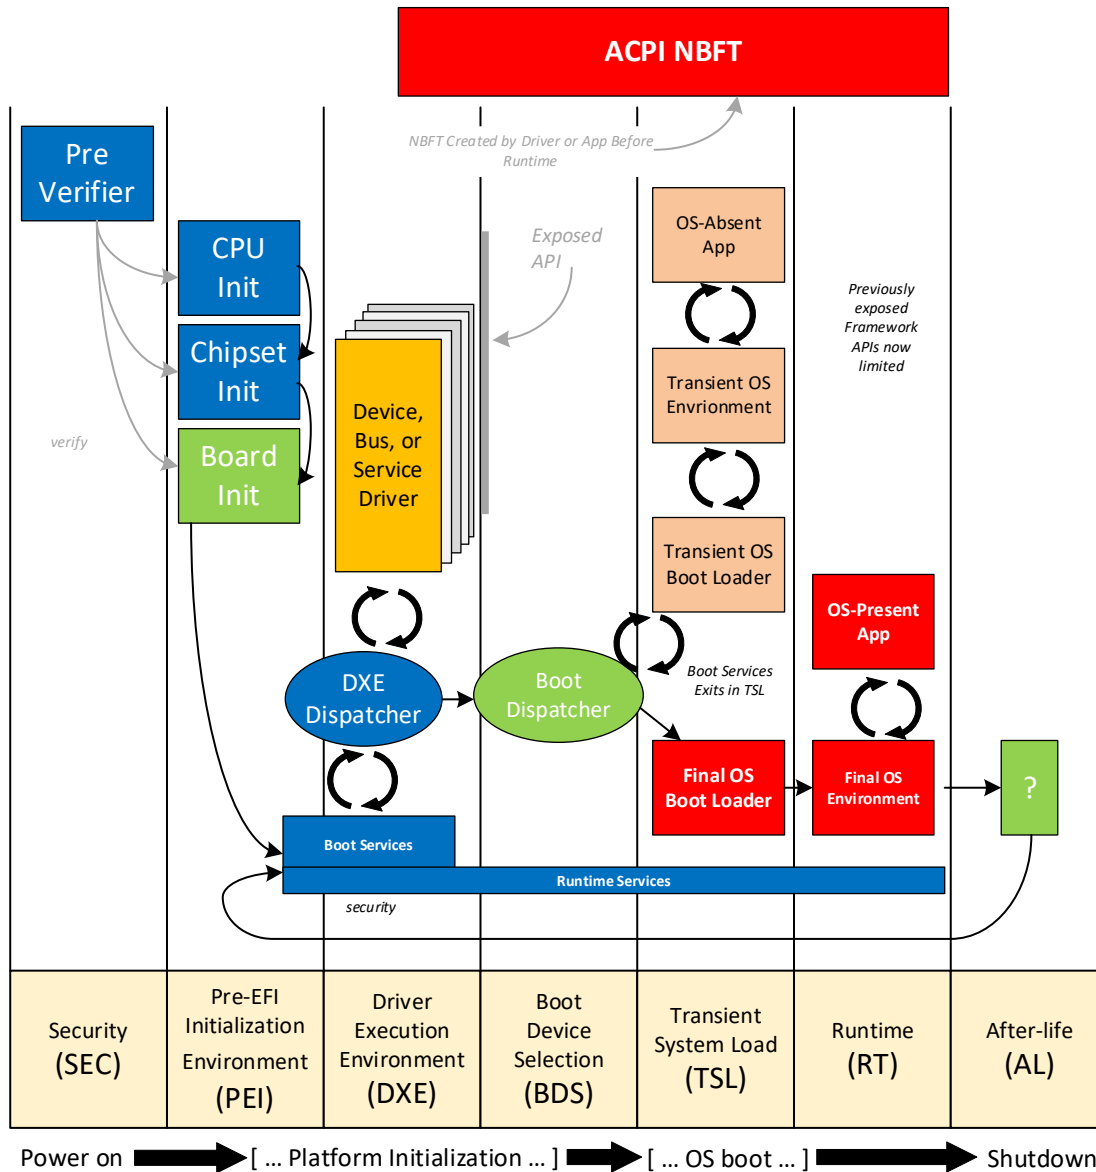 ACPI NBFT
NBFT Created by Driver or App Before
Runtime
Pre
Verifier
CPU
Init
Chipset
Init
verify
Board
Init
Exposed
API
Device,
Bus, or
Service
Driver
OS-Absent
App
Transient OS
Envrionment
Transient OS
Boot Loader
Previously
exposed
Framework
APIs now
limited
OS-Present
App
DXE
Dispatcher
Boot
Dispatcher
Boot Services
Exits in TSL
Final OS
Boot Loader
Final OS
Environment
?
Boot Services
Runtime Services
security
Security
(SEC)
Pre-EFI
Initialization
Environment
(PEI)
Driver
Execution
Environment
(DXE)
Boot
Device
Selection
(BDS)
Transient
System Load
(TSL)
Runtime
(RT)
After-life
(AL)
Power on [ ... Platform Initialization ... ] [ ... OS boot ... ] Shutdown